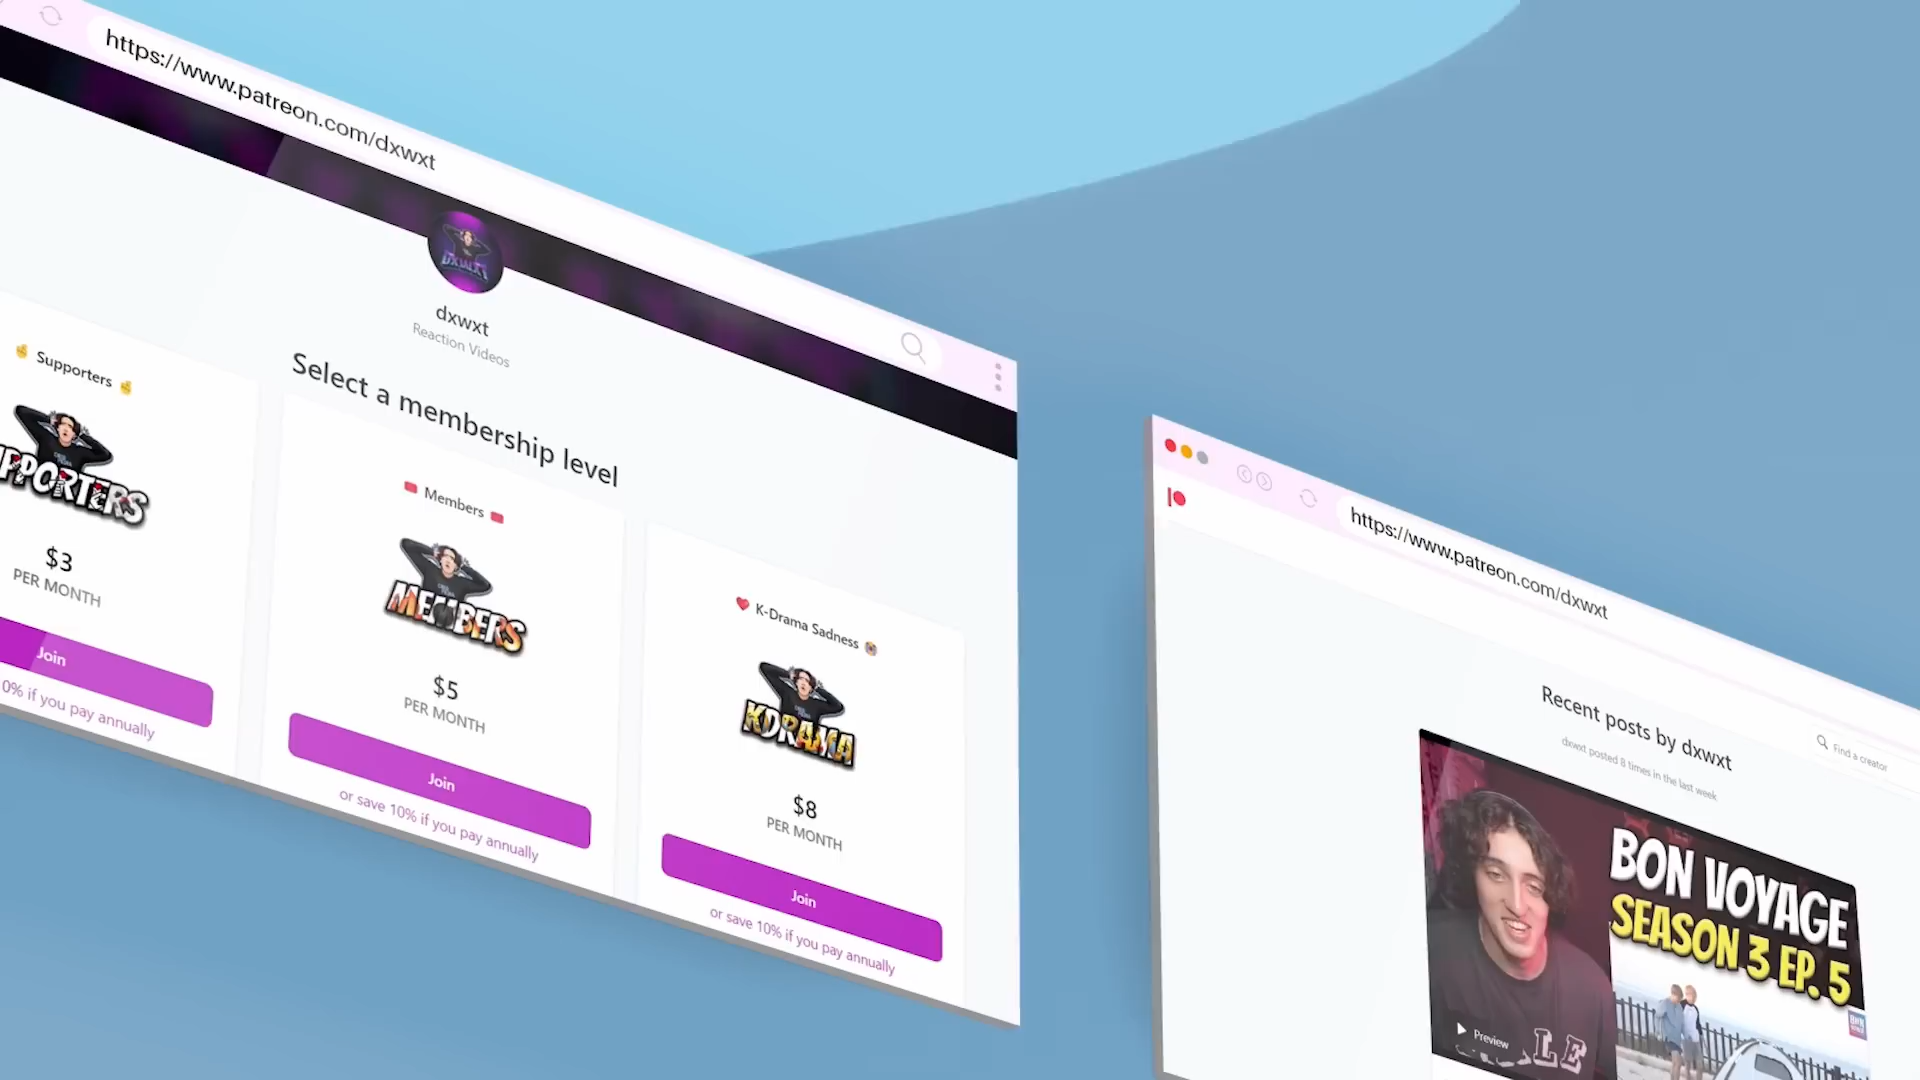 https://www.patreon.com/dxwxt
DXWXT
dxwxt
Reaction Videos
Select a membership level
Supporters
PPORTERS
$3
PER MONTH
Join
0% if you pay annually
Members
MEMBERS
$5
PER MONTH
Join
or save 10% if you pay annually
K-Drama Sadness
KDRAMA
$8
PER MONTH
Join
or save 10% if you pay annually
https://www.patreon.com/dxwxt
Find a creator
Recent posts by dxwxt
dxwxt posted 8 times in the last week
BON VOYAGE
SEASON 3 EP. 5
Preview
LE